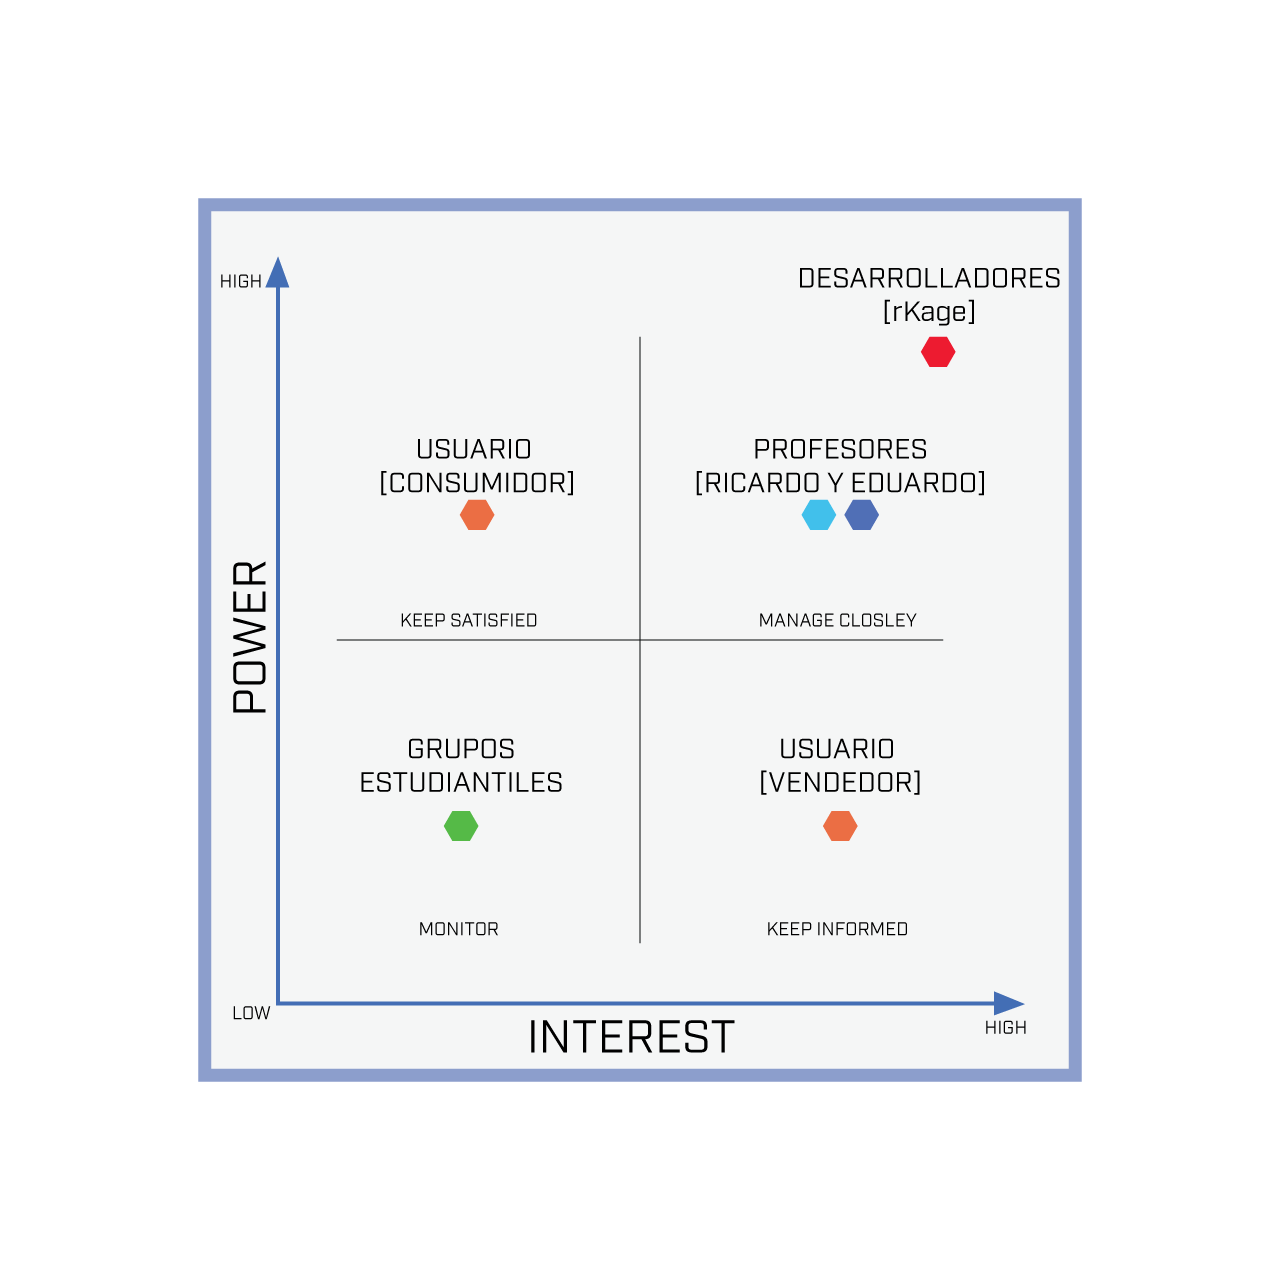 HIGH
DESARROLLADORES
[rKage]
USUARIO
[CONSUMIDOR]
PROFESORES
[RICARDO Y EDUARDO]
KEEP SATISFIED
MANAGE CLOSLEY
POWER
GRUPOS
ESTUDIANTILES
USUARIO
[VENDEDOR]
MONITOR
KEEP INFORMED
LOW
INTEREST
HIGH